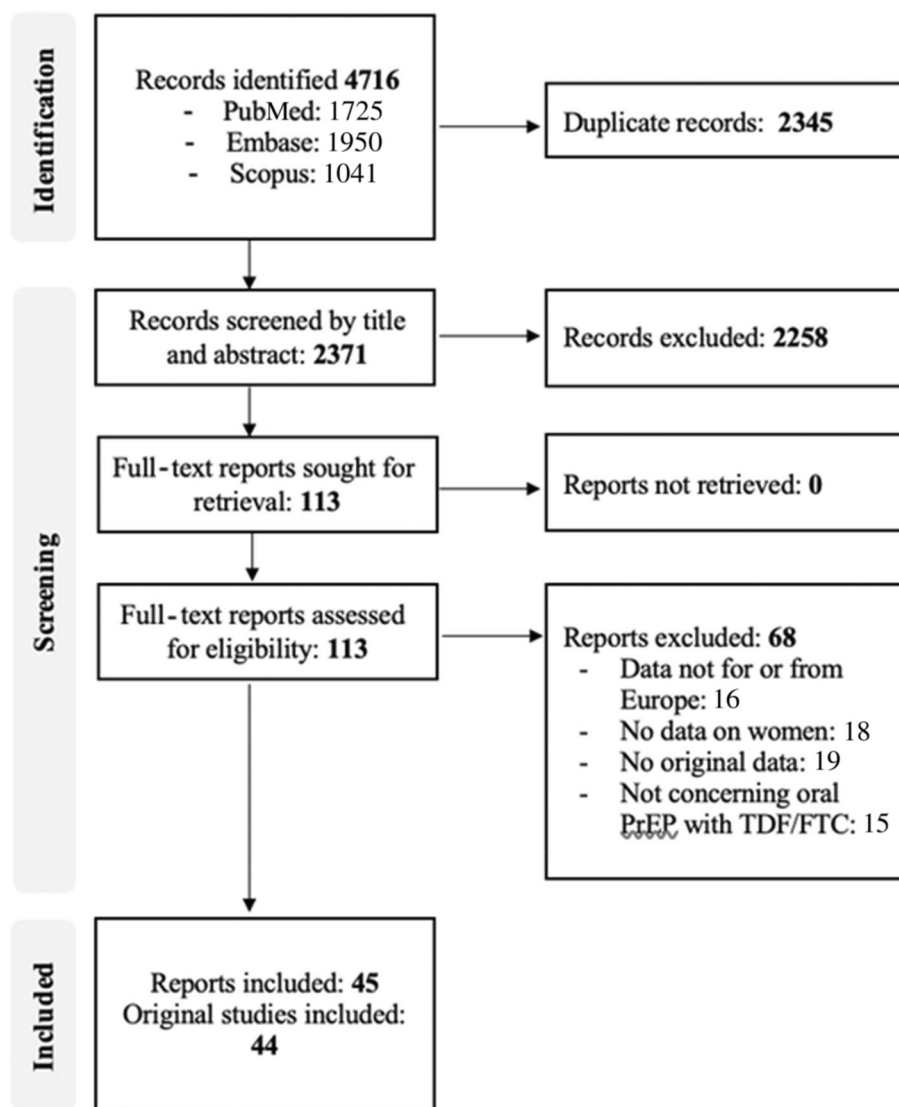 Identification
Records identified 4716
- PubMed: 1725
- Embase: 1950
- Scopus: 1041
Duplicate records: 2345
Screening
Records screened by title
and abstract: 2371
Records excluded: 2258
Full-text reports sought for
retrieval: 113
Reports not retrieved: 0
Full-text reports assessed
for eligibility: 113
Reports excluded: 68
- Data not for or from
Europe: 16
- No data on women: 18
- No original data: 19
- Not concerning oral
PrEP with TDF/FTC: 15
Included
Reports included: 45
Original studies included:
44